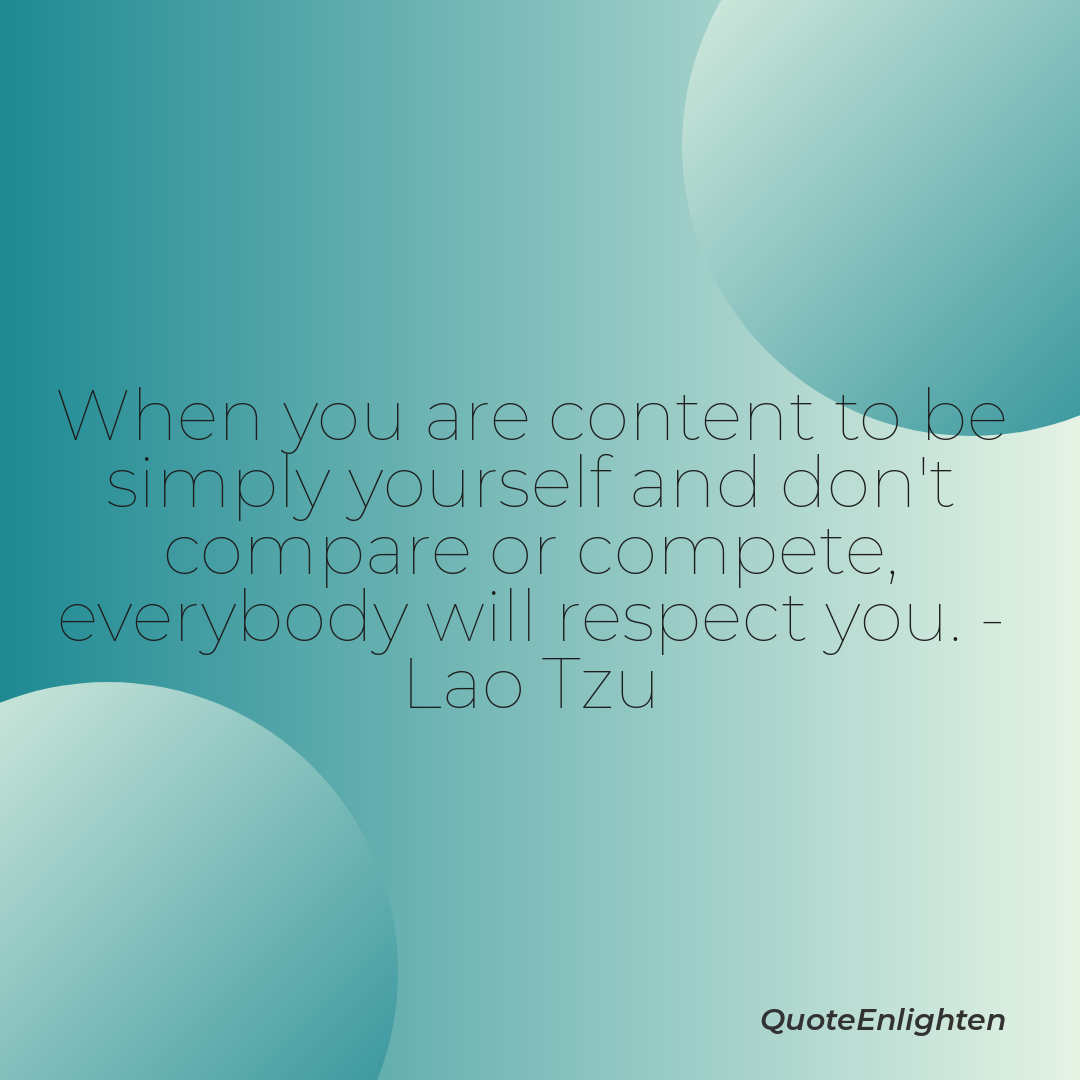 When you are content to be
simply yourself and don't
compare or compete,
everybody will respect you. -
Lao Tzu
QuoteEnlighten